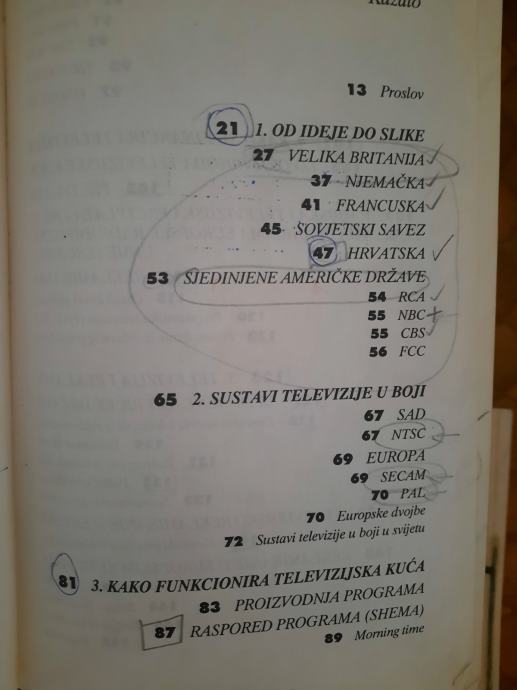 Kazalo
13 Proslov
21 1. OD IDEJE DO SLIKE
27 VELIKA BRITANIJA
37 NJEMAČKA
41 FRANCUSKA
45 SOVJETSKI SAVEZ
47 HRVATSKA
53 SJEDINJENE AMERIČKE DRŽAVE
54 RCA
55 NBC
55 CBS
56 FCC
65 2. SUSTAVI TELEVIZIJE U BOJI
67 SAD
67 NTSC
69 EUROPA
69 SECAM
70 PAL
70 Europske dvojbe
72 Sustavi televizije u boji u svijetu
81 3. KAKO FUNKCIONIRA TELEVIZIJSKA KUĆA
83 PROIZVODNJA PROGRAMA
87 RASPORED PROGRAMA (SHEMA)
89 Morning time